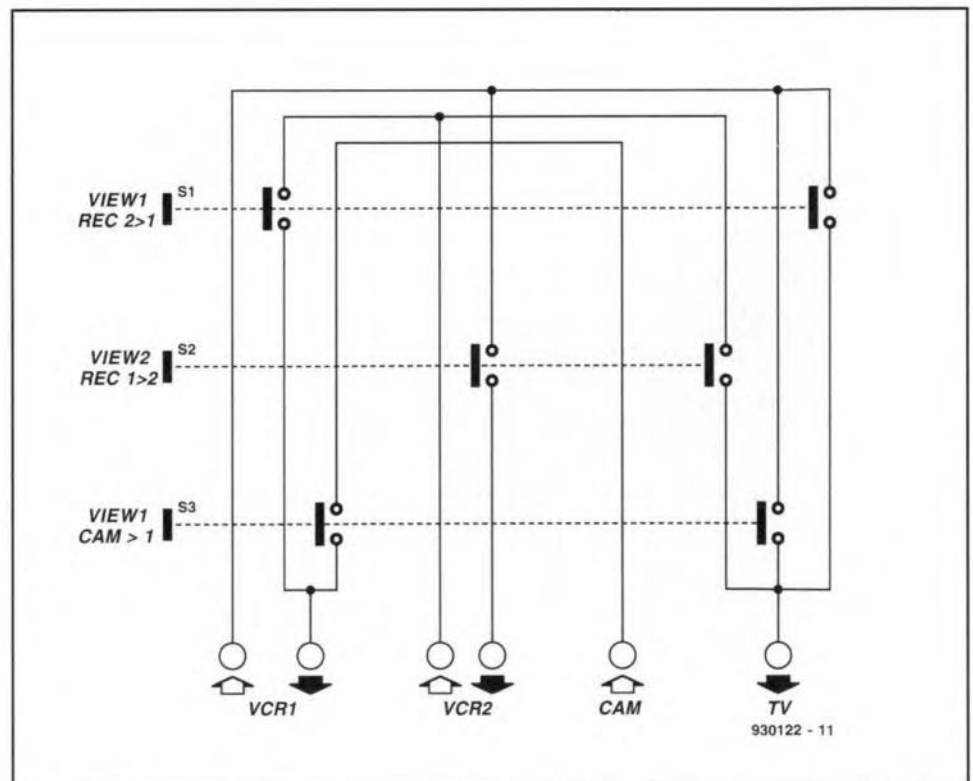 VIEW1
REC 2>1
S1
VIEW2
REC 1>2
S2
VIEW1
CAM > 1
S3
VCR1
VCR2
CAM
TV
930122 - 11